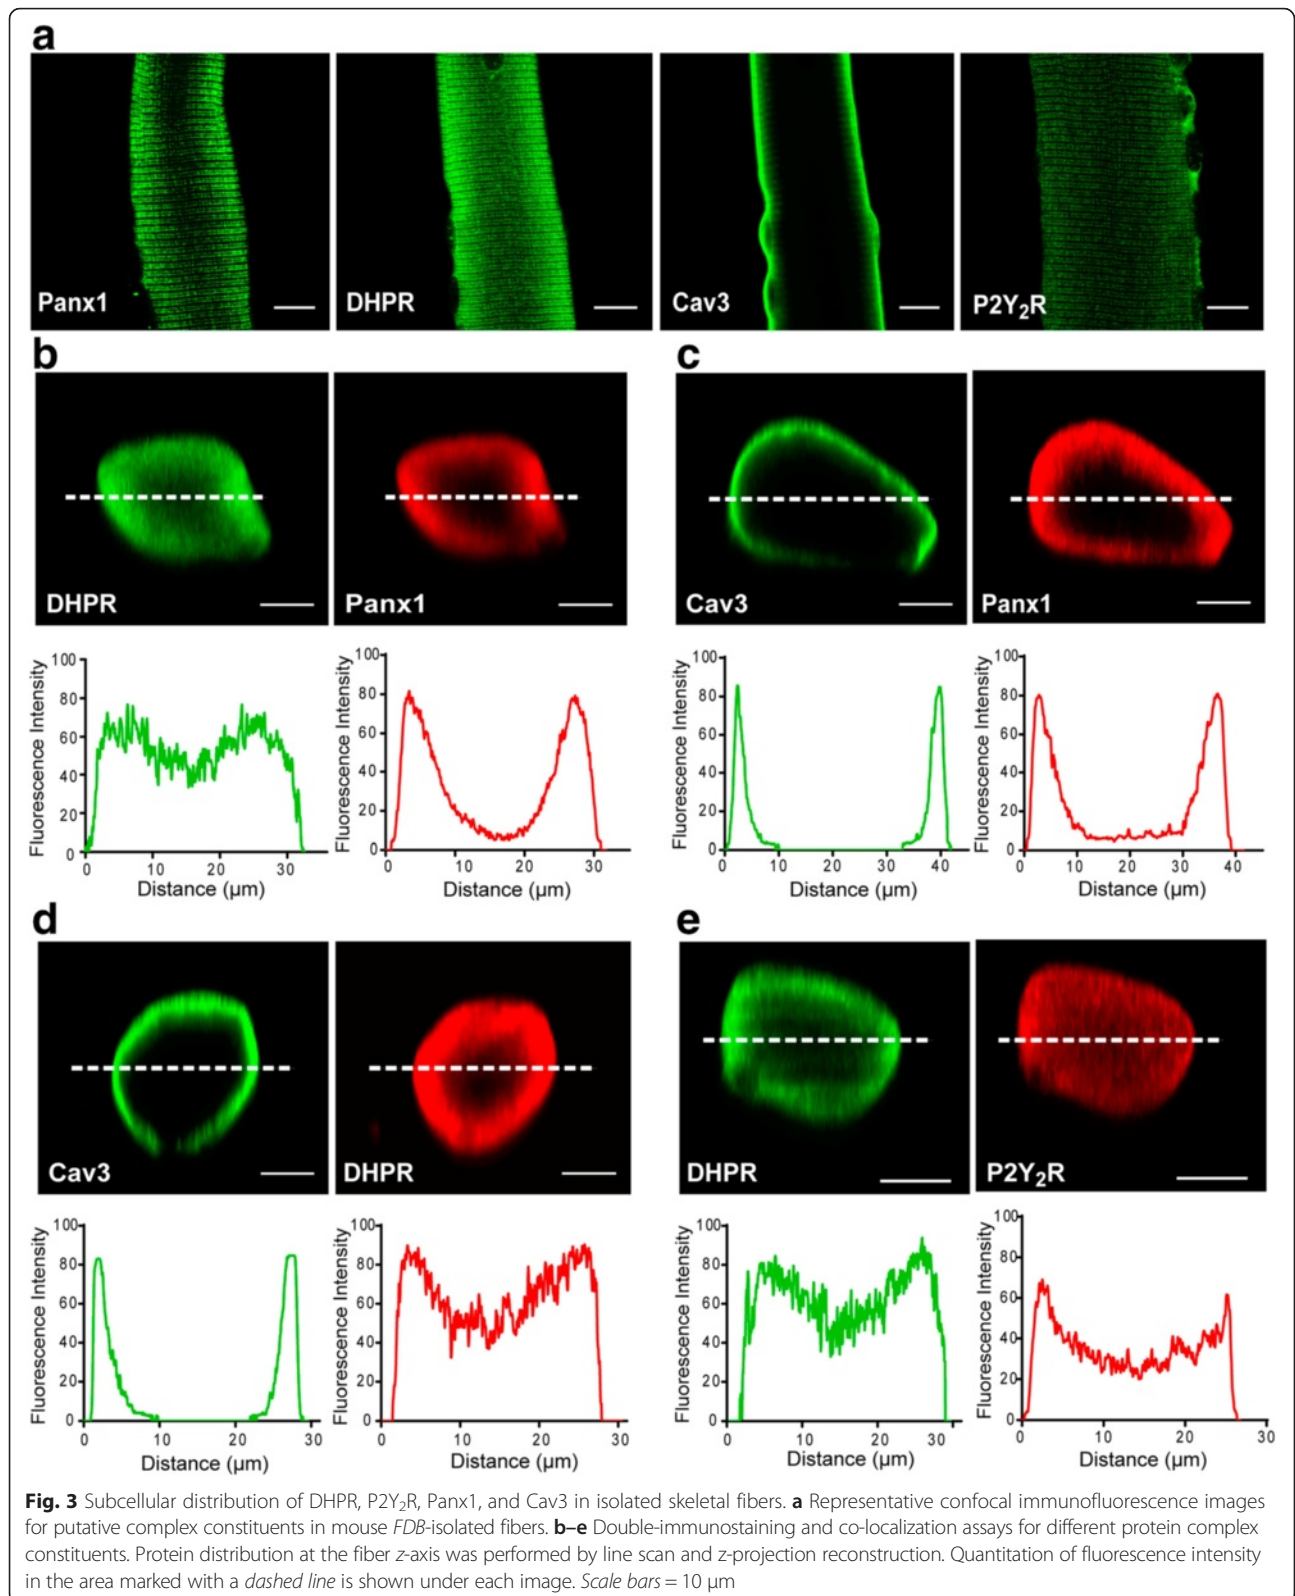 a
Panx1
DHPR
Cav3
P2Y₂R
b
c
DHPR
Panx1
Cav3
Panx1
Fluorescence Intensity
100
80
60
40
20
0
0 10 20 30
Distance (µm)
Fluorescence Intensity
100
80
60
40
20
0
0 10 20 30
Distance (µm)
Fluorescence Intensity
100
80
60
40
20
0
0 10 20 30 40
Distance (µm)
Fluorescence Intensity
100
80
60
40
20
0
0 10 20 30 40
Distance (µm)
d
e
Cav3
DHPR
DHPR
P2Y₂R
Fluorescence Intensity
100
80
60
40
20
0
0 10 20 30
Distance (µm)
Fluorescence Intensity
100
80
60
40
20
0
0 10 20 30
Distance (µm)
Fluorescence Intensity
100
80
60
40
20
0
0 10 20 30
Distance (µm)
Fluorescence Intensity
100
80
60
40
20
0
0 10 20 30
Distance (µm)
Fig. 3 Subcellular distribution of DHPR, P2Y₂R, Panx1, and Cav3 in isolated skeletal fibers. a Representative confocal immunofluorescence images
for putative complex constituents in mouse FDB-isolated fibers. b–e Double-immunostaining and co-localization assays for different protein complex
constituents. Protein distribution at the fiber z-axis was performed by line scan and z-projection reconstruction. Quantitation of fluorescence intensity
in the area marked with a dashed line is shown under each image. Scale bars = 10 µm